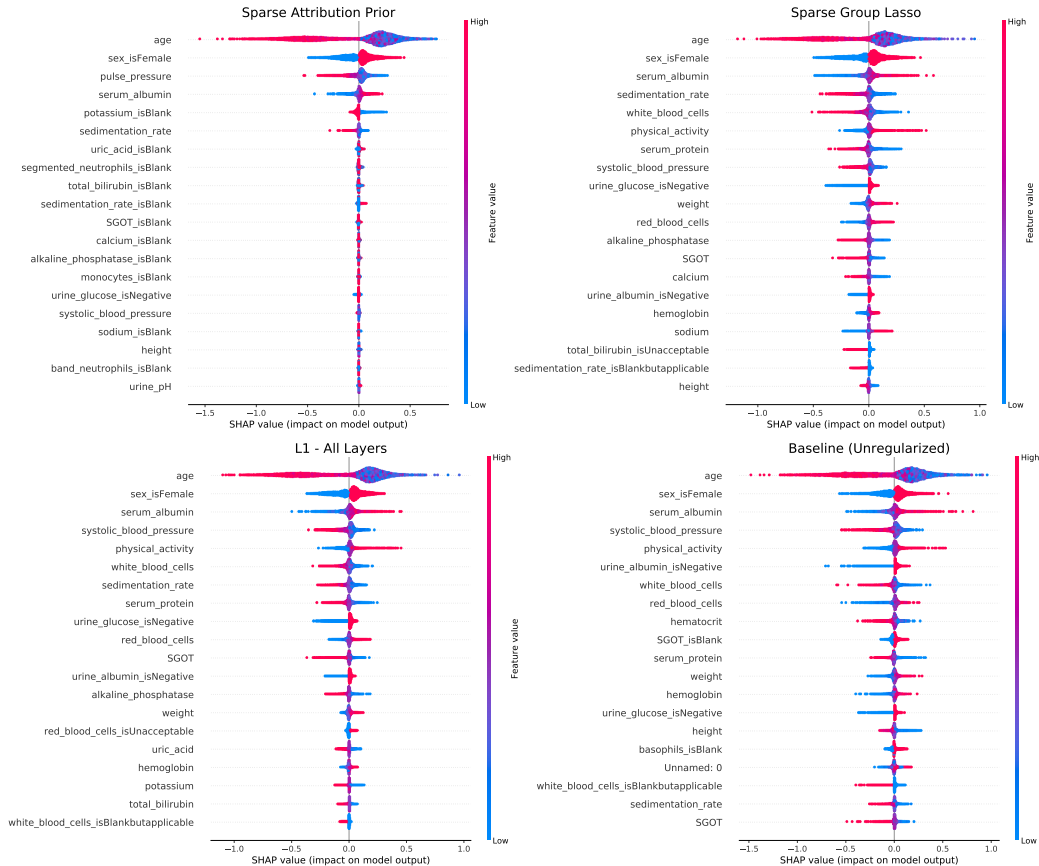 Sparse Attribution Prior
High
age
sex_isFemale
pulse_pressure
serum_albumin
potassium_isBlank
sedimentation_rate
uric_acid_isBlank
segmented_neutrophils_isBlank
total_bilirubin_isBlank
sedimentation_rate_isBlank
SGOT_isBlank
calcium_isBlank
alkaline_phosphatase_isBlank
monocytes_isBlank
urine_glucose_isNegative
systolic_blood_pressure
sodium_isBlank
height
band_neutrophils_isBlank
urine_pH
Feature value
Low
−1.5 −1.0 −0.5 0.0 0.5
SHAP value (impact on model output)
Sparse Group Lasso
High
age
sex_isFemale
serum_albumin
sedimentation_rate
white_blood_cells
physical_activity
serum_protein
systolic_blood_pressure
urine_glucose_isNegative
weight
red_blood_cells
alkaline_phosphatase
SGOT
calcium
urine_albumin_isNegative
hemoglobin
sodium
total_bilirubin_isUnacceptable
sedimentation_rate_isBlankbutapplicable
height
Feature value
Low
−1.0 −0.5 0.0 0.5 1.0
SHAP value (impact on model output)
L1 - All Layers
High
age
sex_isFemale
serum_albumin
systolic_blood_pressure
physical_activity
white_blood_cells
sedimentation_rate
serum_protein
urine_glucose_isNegative
red_blood_cells
SGOT
urine_albumin_isNegative
alkaline_phosphatase
weight
red_blood_cells_isUnacceptable
uric_acid
hemoglobin
potassium
total_bilirubin
white_blood_cells_isBlankbutapplicable
Feature value
Low
−1.0 −0.5 0.0 0.5 1.0
SHAP value (impact on model output)
Baseline (Unregularized)
High
age
sex_isFemale
serum_albumin
systolic_blood_pressure
physical_activity
urine_albumin_isNegative
white_blood_cells
red_blood_cells
hematocrit
SGOT_isBlank
serum_protein
weight
hemoglobin
urine_glucose_isNegative
height
basophils_isBlank
Unnamed: 0
white_blood_cells_isBlankbutapplicable
sedimentation_rate
SGOT
Low
−1.5 −1.0 −0.5 0.0 0.5 1.0
SHAP value (impact on model output)